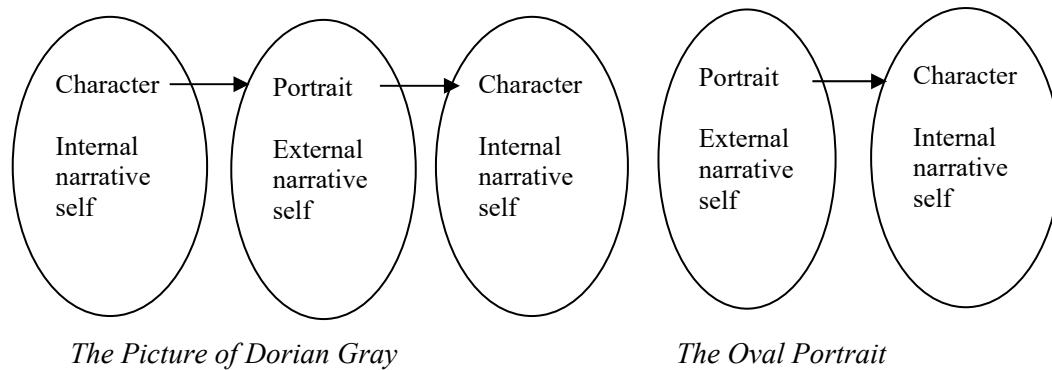 Character
Internal
narrative
self
Portrait
External
narrative
self
Character
Internal
narrative
self
The Picture of Dorian Gray
Portrait
External
narrative
self
Character
Internal
narrative
self
The Oval Portrait